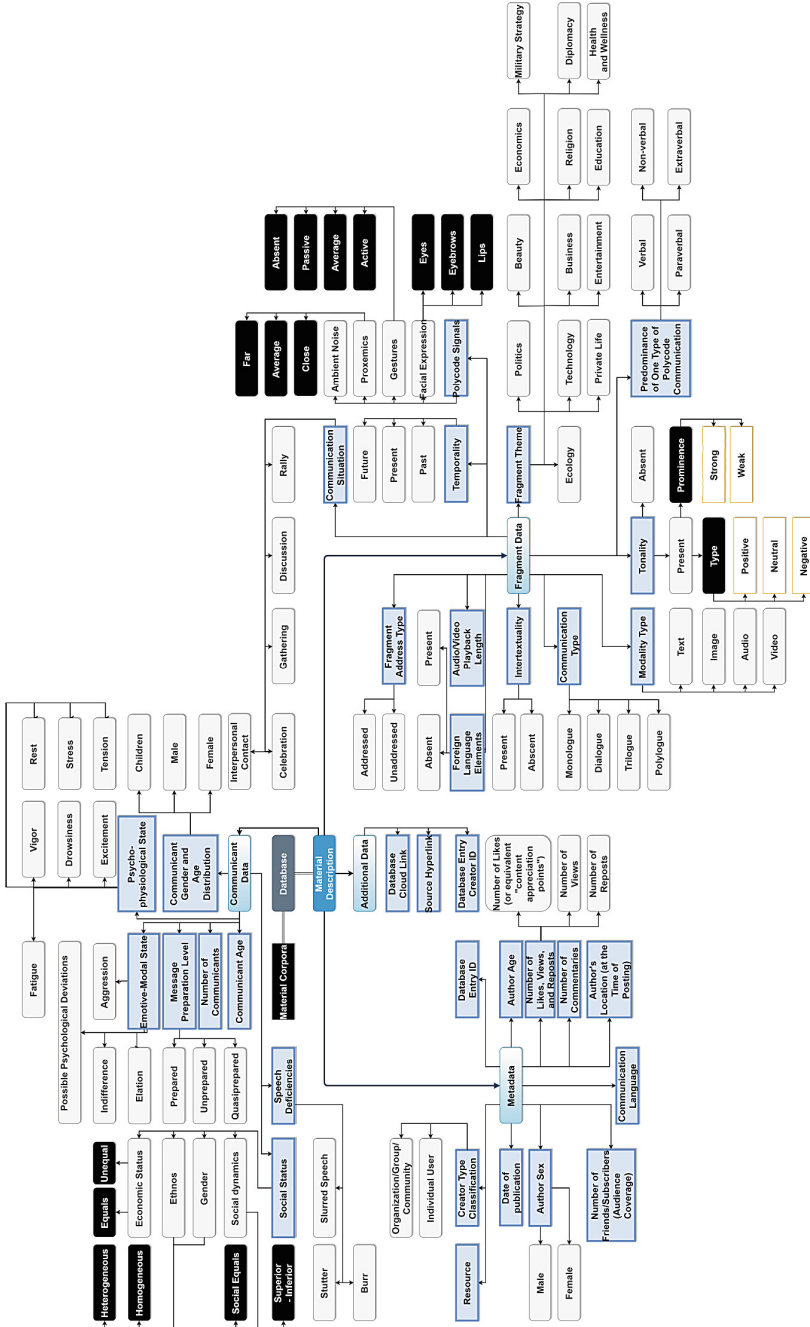 Heterogeneous
Equals
Unequal
Homogeneous
Economic Status
Ethnos
Gender
Social dynamics
Social Equals
Superior
- Inferior
Social Status
Speech
Deficiencies
Slurred Speech
Stutter
Burr
Possible Psychological Deviations
Fatigue
Vigor
Rest
Drowsiness
Stress
Excitement
Tension
Aggression
Indifference
Elation
Emotive-Modal State
Psycho-
physiological State
Prepared
Unprepared
Quasiprepared
Message
Preparation Level
Number of
Communicants
Communicant Age
Communicant
Gender and
Age
Distribution
Children
Male
Female
Communicant
Data
Interpersonal
Contact
Celebration
Gathering
Discussion
Rally
Material Corpora
Database
Material
Description
Additional Data
Database
Cloud Link
Source Hyperlink
Database Entry
Creator ID
Organization/Group/
Community
Individual User
Creator Type
Classification
Resource
Date of
publication
Author Sex
Male
Female
Number of
Friends/Subscribers
(Audience
Coverage)
Metadata
Communication
Language
Database
Entry ID
Author Age
Number of
Likes, Views,
and Reposts
Number of
Commentaries
Author's
Location (at the
Time of
Posting)
Number of Likes
(or equivalent
"content
appreciation
points")
Number of
Views
Number of
Reposts
Far
Average
Close
Absent
Passive
Average
Active
Ambient Noise
Proxemics
Gestures
Facial Expression
Eyes
Eyebrows
Lips
Polycode Signals
Communication
Situation
Future
Present
Past
Temporality
Fragment
Address Type
Addressed
Unaddressed
Present
Absent
Audio/Video
Playback
Length
Foreign
Language
Elements
Fragment Data
Intertextuality
Present
Abscent
Communication
Type
Monologue
Dialogue
Trilogue
Polylogue
Modality Type
Text
Image
Audio
Video
Fragment Theme
Politics
Beauty
Economics
Military Strategy
Ecology
Technology
Business
Religion
Diplomacy
Private Life
Entertainment
Education
Health
and Wellness
Tonality
Absent
Present
Prominence
Strong
Weak
Type
Positive
Neutral
Negative
Predominance
of One Type of
Polycode
Communication
Verbal
Non-verbal
Paraverbal
Extraverbal